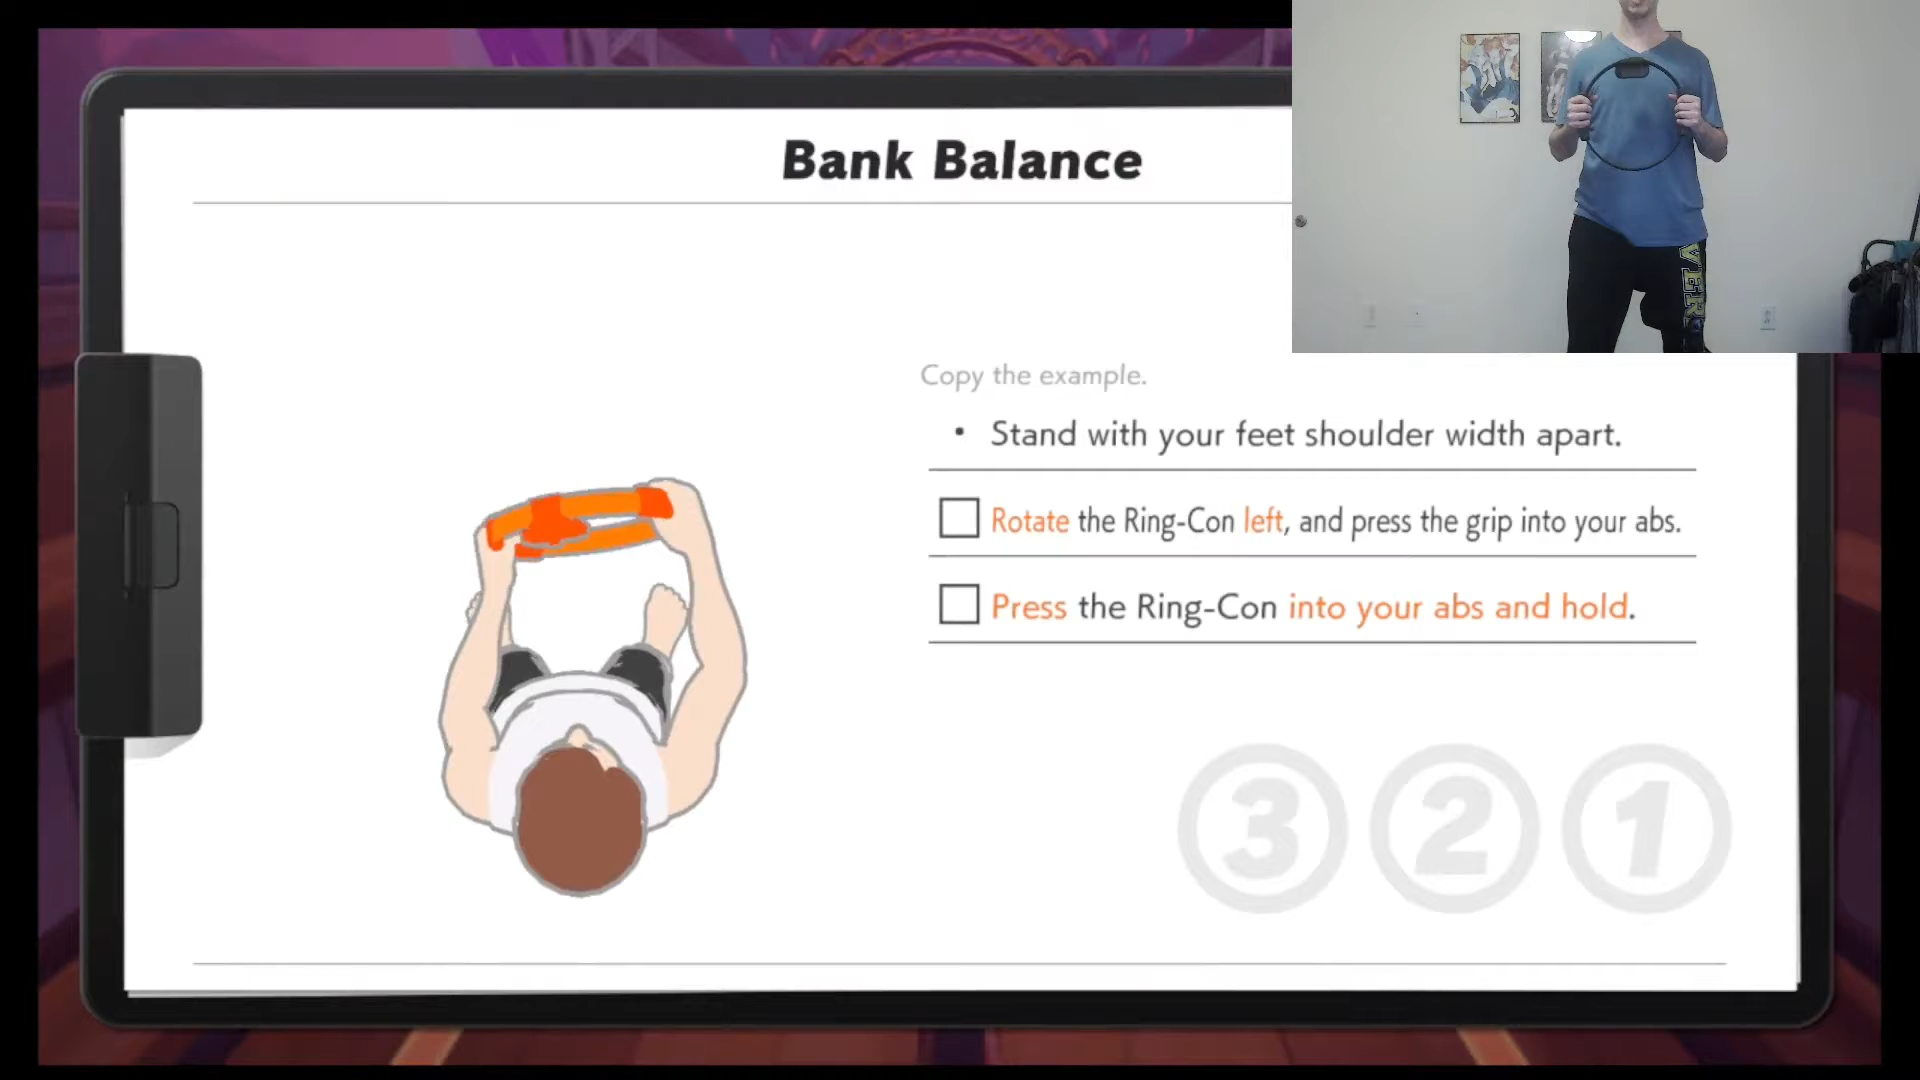 Bank Balance
Copy the example.
• Stand with your feet shoulder width apart.
Rotate the Ring-Con left, and press the grip into your abs.
Press the Ring-Con into your abs and hold.
3 2 1
VER